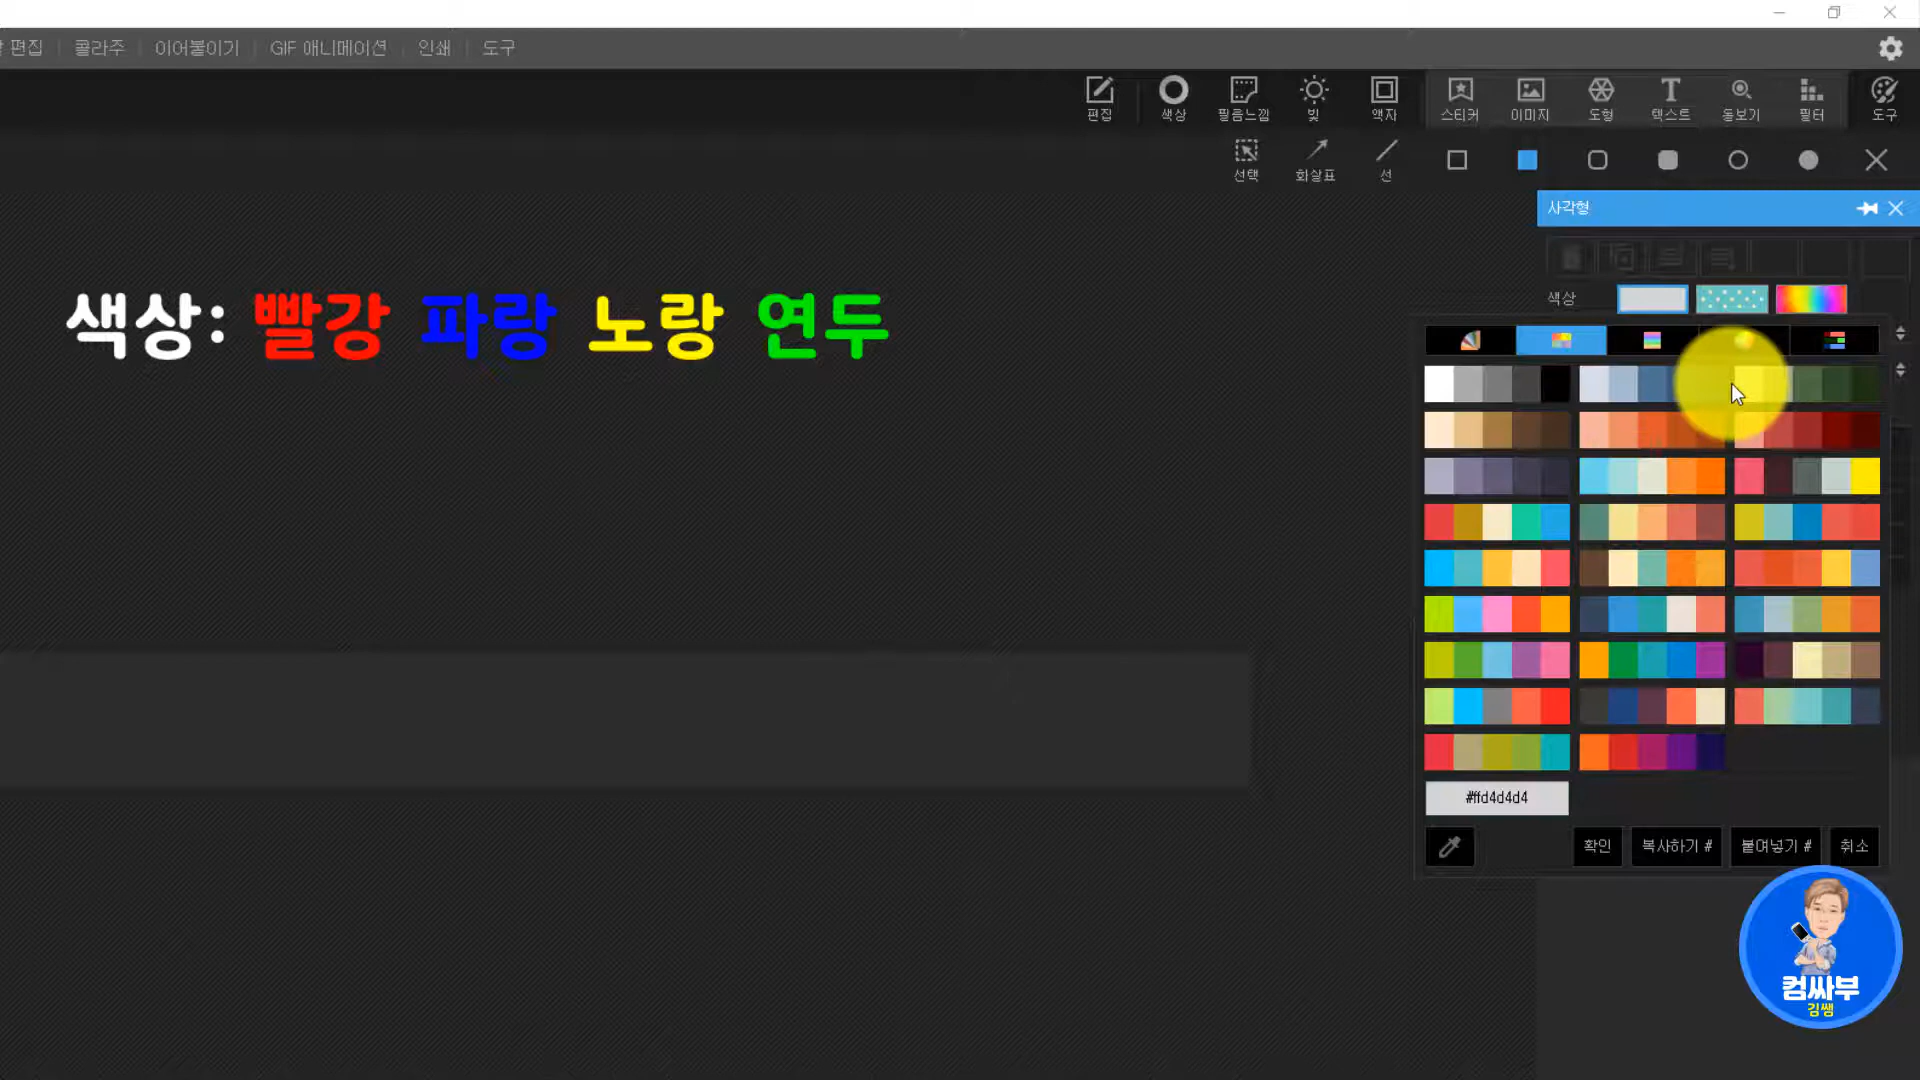 편집 콜라주 이어붙이기 GIF 애니메이션 인쇄 도구
편집 색상 필름느낌 빛 액자 스티커 이미지 도형 텍스트 돋보기 필터 도구
선택 화살표 선
사각형
색상
색상: 빨강 파랑 노랑 연두
#ffd4d4d4
확인 복사하기 # 붙여넣기 # 취소
컴싸부
김쌤